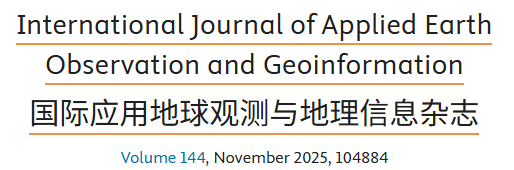 International Journal of Applied Earth
Observation and Geoinformation
国际应用地球观测与地理信息杂志
Volume 144, November 2025, 104884